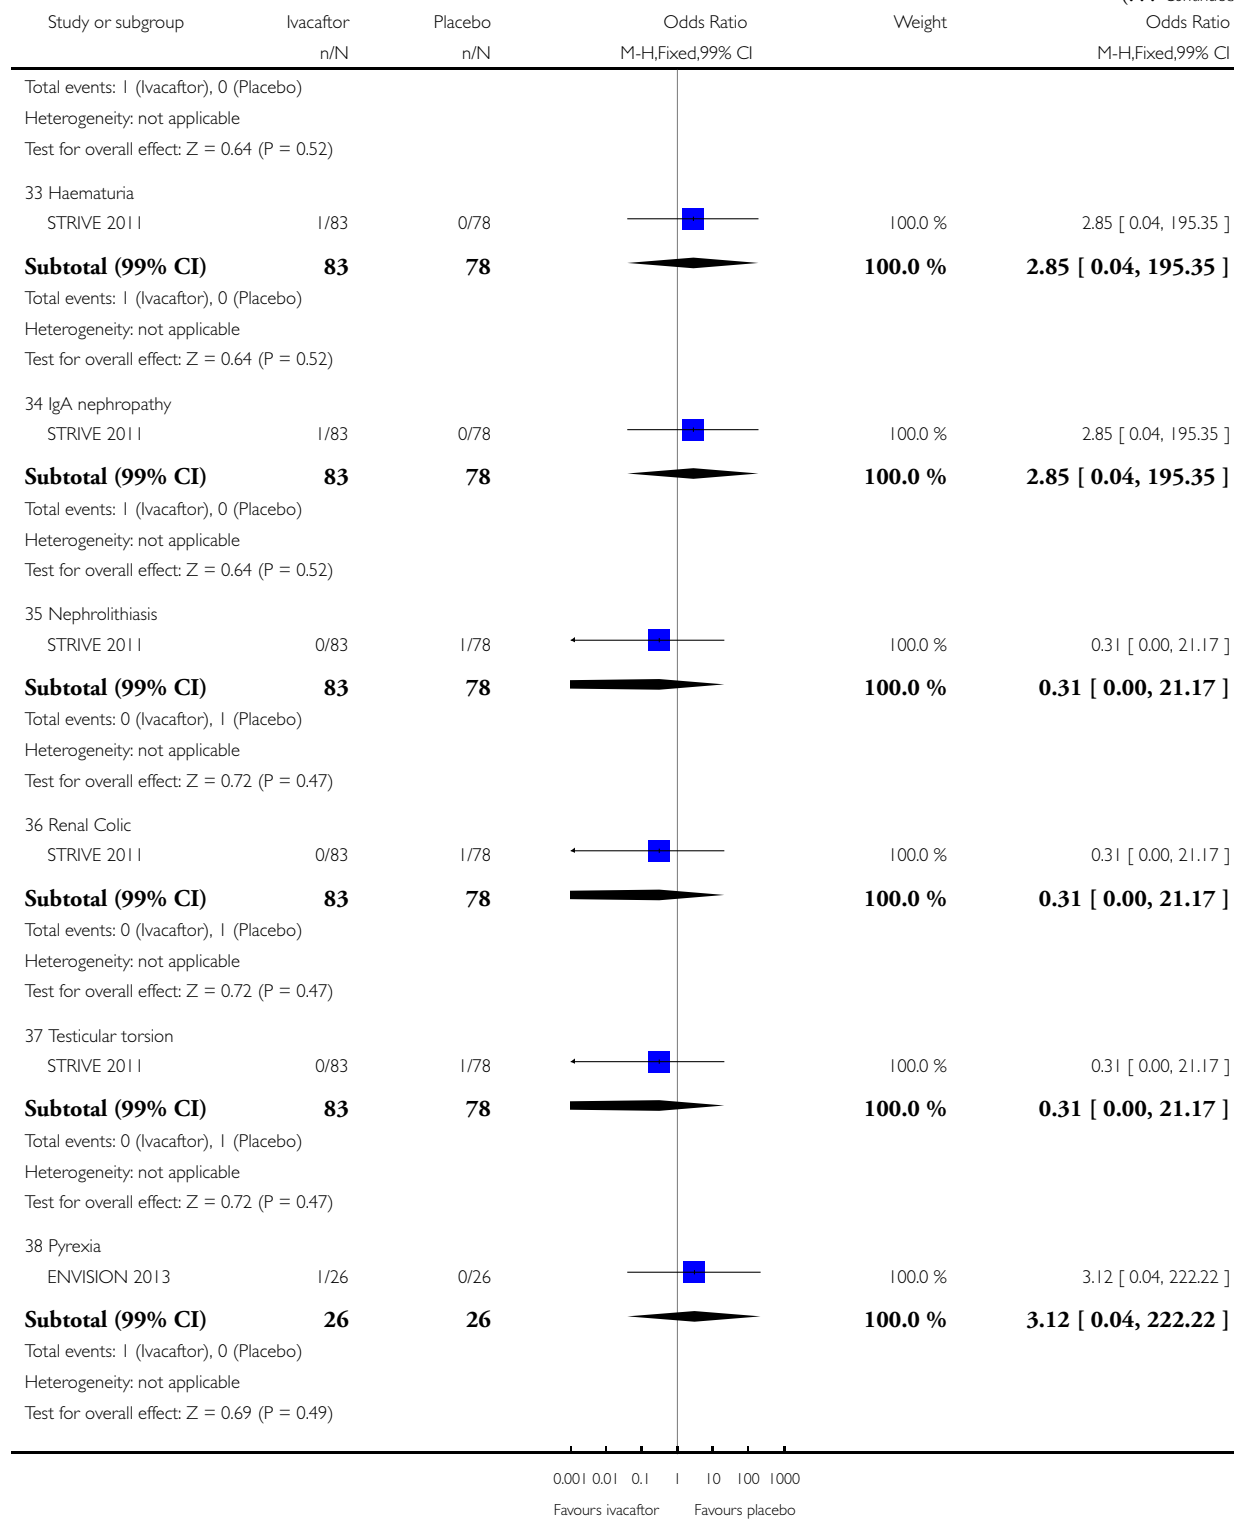 Study or subgroup Ivacaftor Placebo Odds Ratio Weight Odds Ratio
n/N n/N M-H,Fixed,99% CI M-H,Fixed,99% CI
Total events: 1 (Ivacaftor), 0 (Placebo)
Heterogeneity: not applicable
Test for overall effect: Z = 0.64 (P = 0.52)
33 Haematuria
STRIVE 2011 1/83 0/78 100.0 % 2.85 [ 0.04, 195.35 ]
Subtotal (99% CI) 83 78 100.0 % 2.85 [ 0.04, 195.35 ]
Total events: 1 (Ivacaftor), 0 (Placebo)
Heterogeneity: not applicable
Test for overall effect: Z = 0.64 (P = 0.52)
34 IgA nephropathy
STRIVE 2011 1/83 0/78 100.0 % 2.85 [ 0.04, 195.35 ]
Subtotal (99% CI) 83 78 100.0 % 2.85 [ 0.04, 195.35 ]
Total events: 1 (Ivacaftor), 0 (Placebo)
Heterogeneity: not applicable
Test for overall effect: Z = 0.64 (P = 0.52)
35 Nephrolithiasis
STRIVE 2011 0/83 1/78 100.0 % 0.31 [ 0.00, 21.17 ]
Subtotal (99% CI) 83 78 100.0 % 0.31 [ 0.00, 21.17 ]
Total events: 0 (Ivacaftor), 1 (Placebo)
Heterogeneity: not applicable
Test for overall effect: Z = 0.72 (P = 0.47)
36 Renal Colic
STRIVE 2011 0/83 1/78 100.0 % 0.31 [ 0.00, 21.17 ]
Subtotal (99% CI) 83 78 100.0 % 0.31 [ 0.00, 21.17 ]
Total events: 0 (Ivacaftor), 1 (Placebo)
Heterogeneity: not applicable
Test for overall effect: Z = 0.72 (P = 0.47)
37 Testicular torsion
STRIVE 2011 0/83 1/78 100.0 % 0.31 [ 0.00, 21.17 ]
Subtotal (99% CI) 83 78 100.0 % 0.31 [ 0.00, 21.17 ]
Total events: 0 (Ivacaftor), 1 (Placebo)
Heterogeneity: not applicable
Test for overall effect: Z = 0.72 (P = 0.47)
38 Pyrexia
ENVISION 2013 1/26 0/26 100.0 % 3.12 [ 0.04, 222.22 ]
Subtotal (99% CI) 26 26 100.0 % 3.12 [ 0.04, 222.22 ]
Total events: 1 (Ivacaftor), 0 (Placebo)
Heterogeneity: not applicable
Test for overall effect: Z = 0.69 (P = 0.49)
0.001 0.01 0.1 1 10 100 1000
Favours ivacaftor Favours placebo